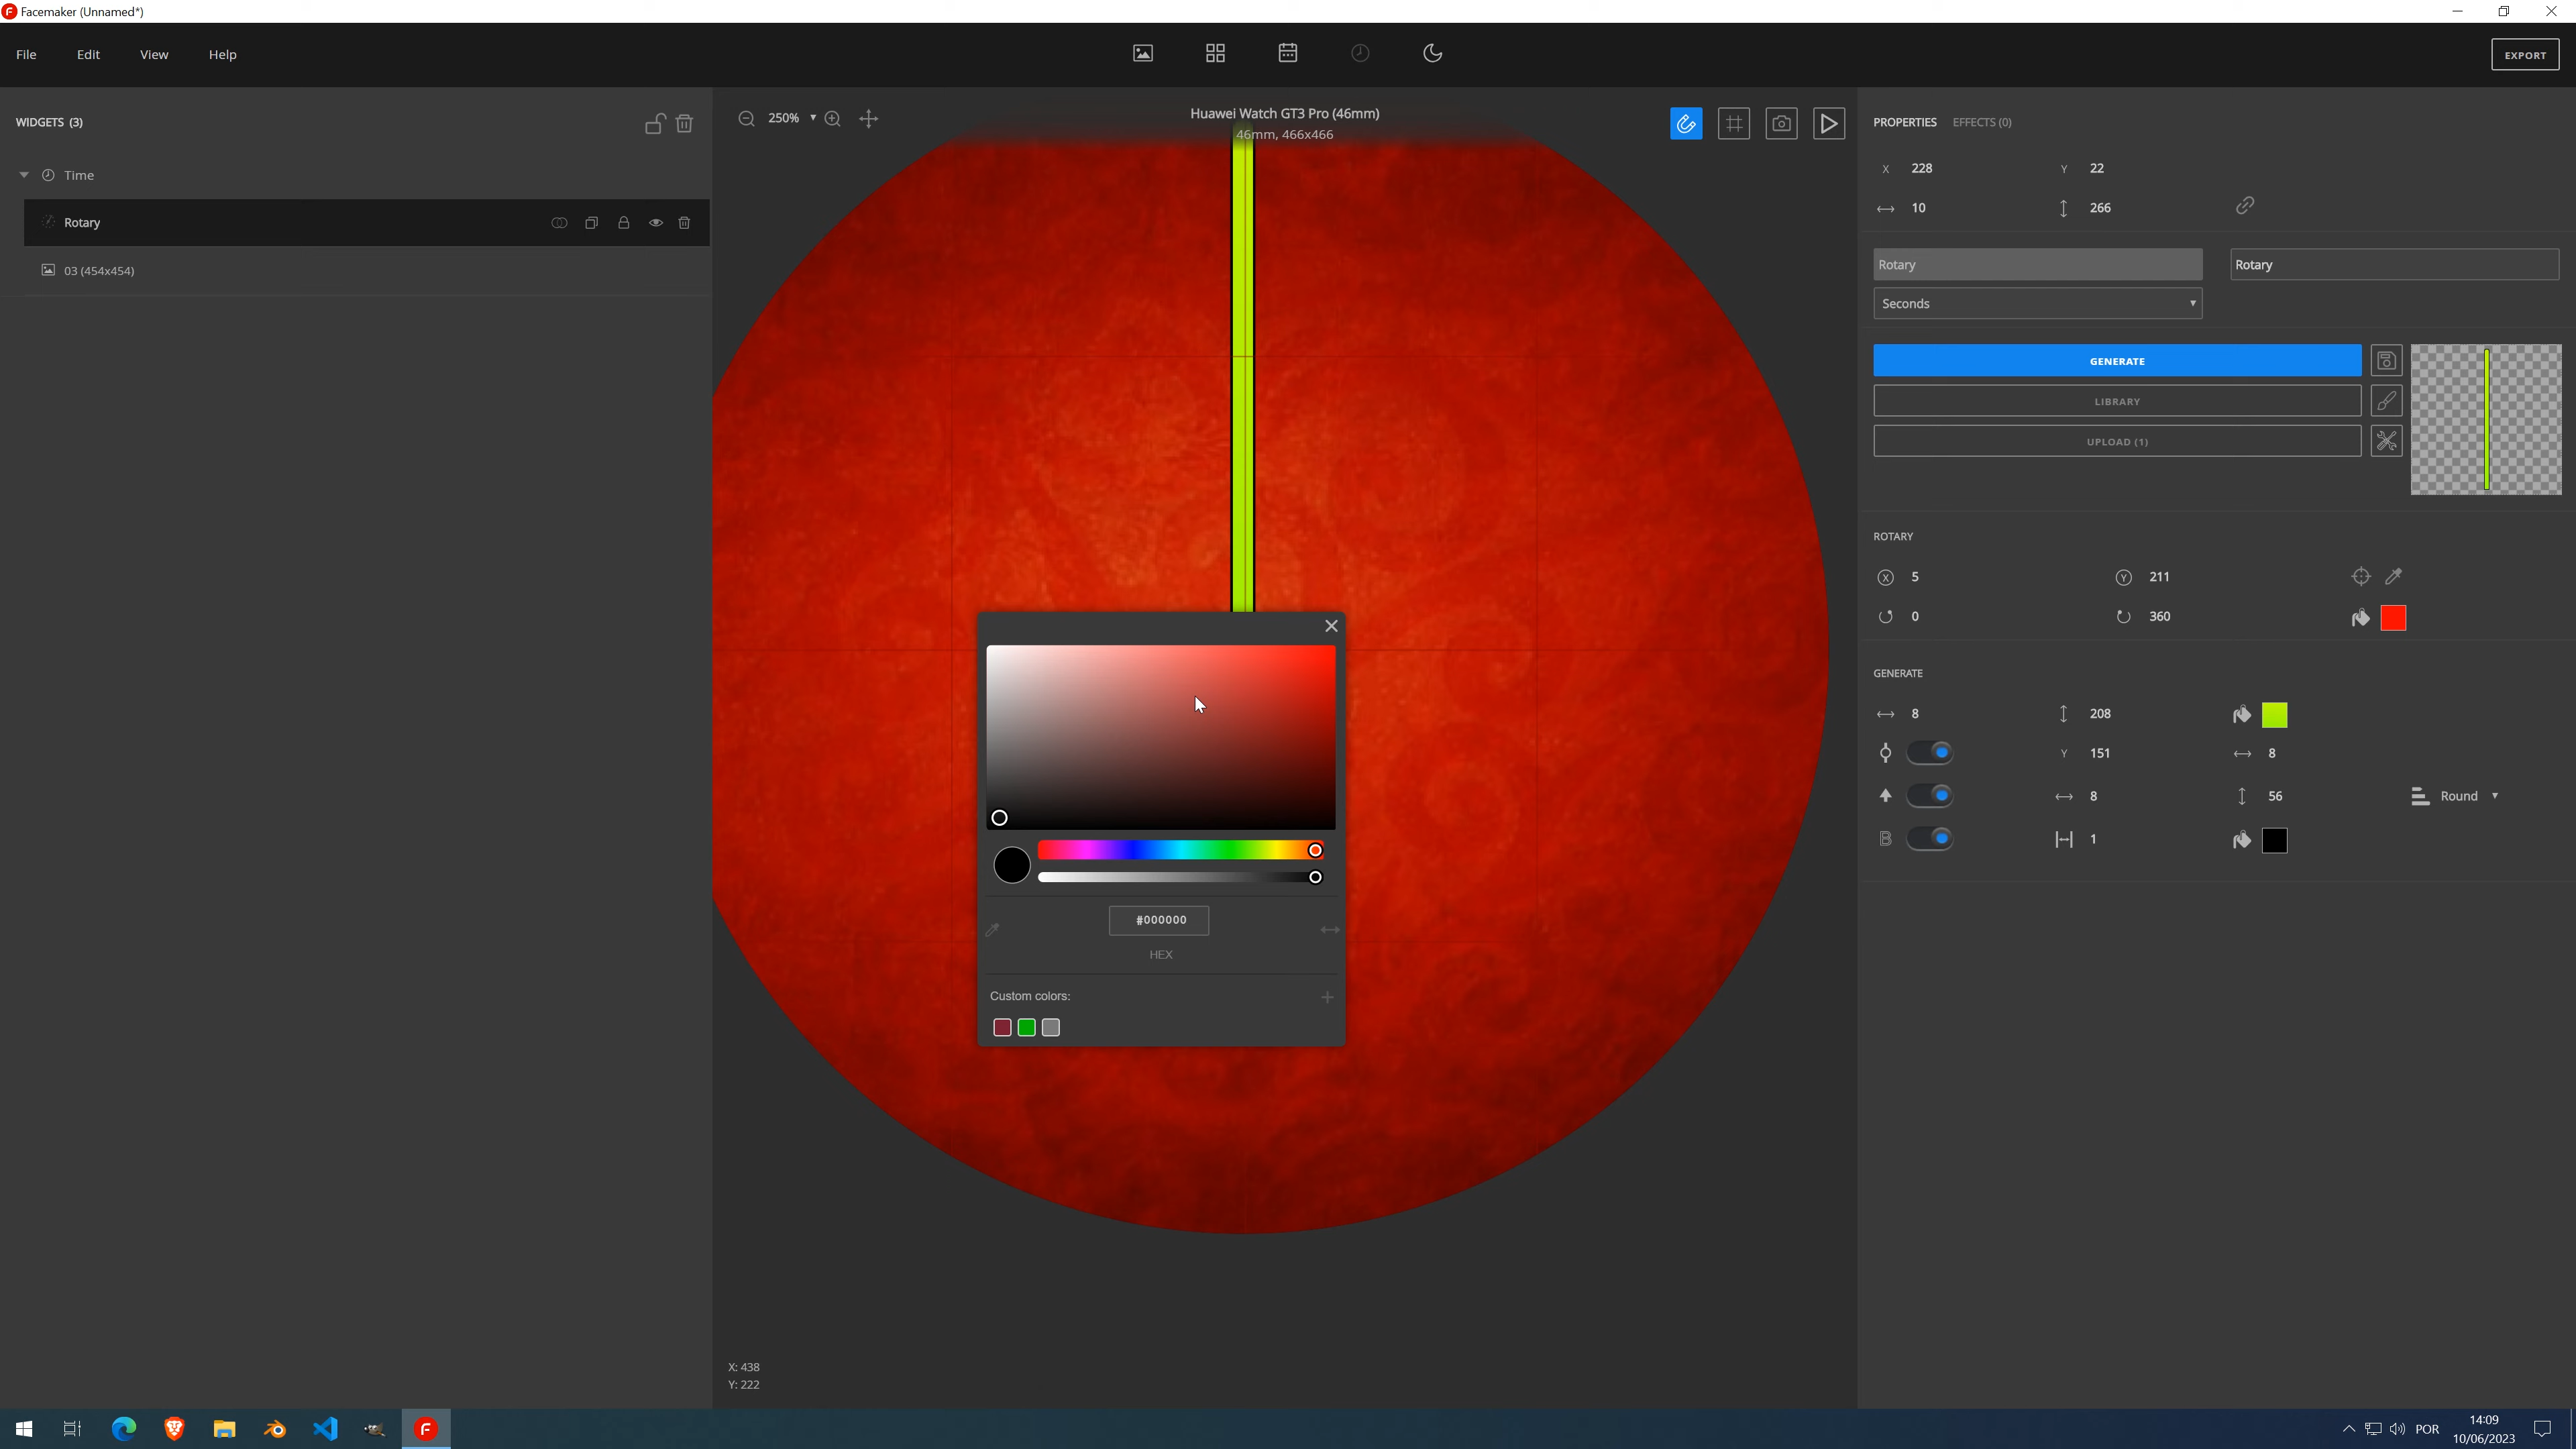 Facemaker (Unnamed*)
File Edit View Help
EXPORT
WIDGETS (3)
Time
Rotary
03 (454x454)
250%
Huawei Watch GT3 Pro (46mm)
46mm, 466x466
PROPERTIES EFFECTS (0)
X 228 Y 22
10 266
Rotary Rotary
Seconds
GENERATE
LIBRARY
UPLOAD (1)
ROTARY
X 5 Y 211
0 360
GENERATE
8 208
Y 151 8
8 56 Round
B 1
#000000
HEX
Custom colors:
X: 438
Y: 222
POR
14:09
10/06/2023